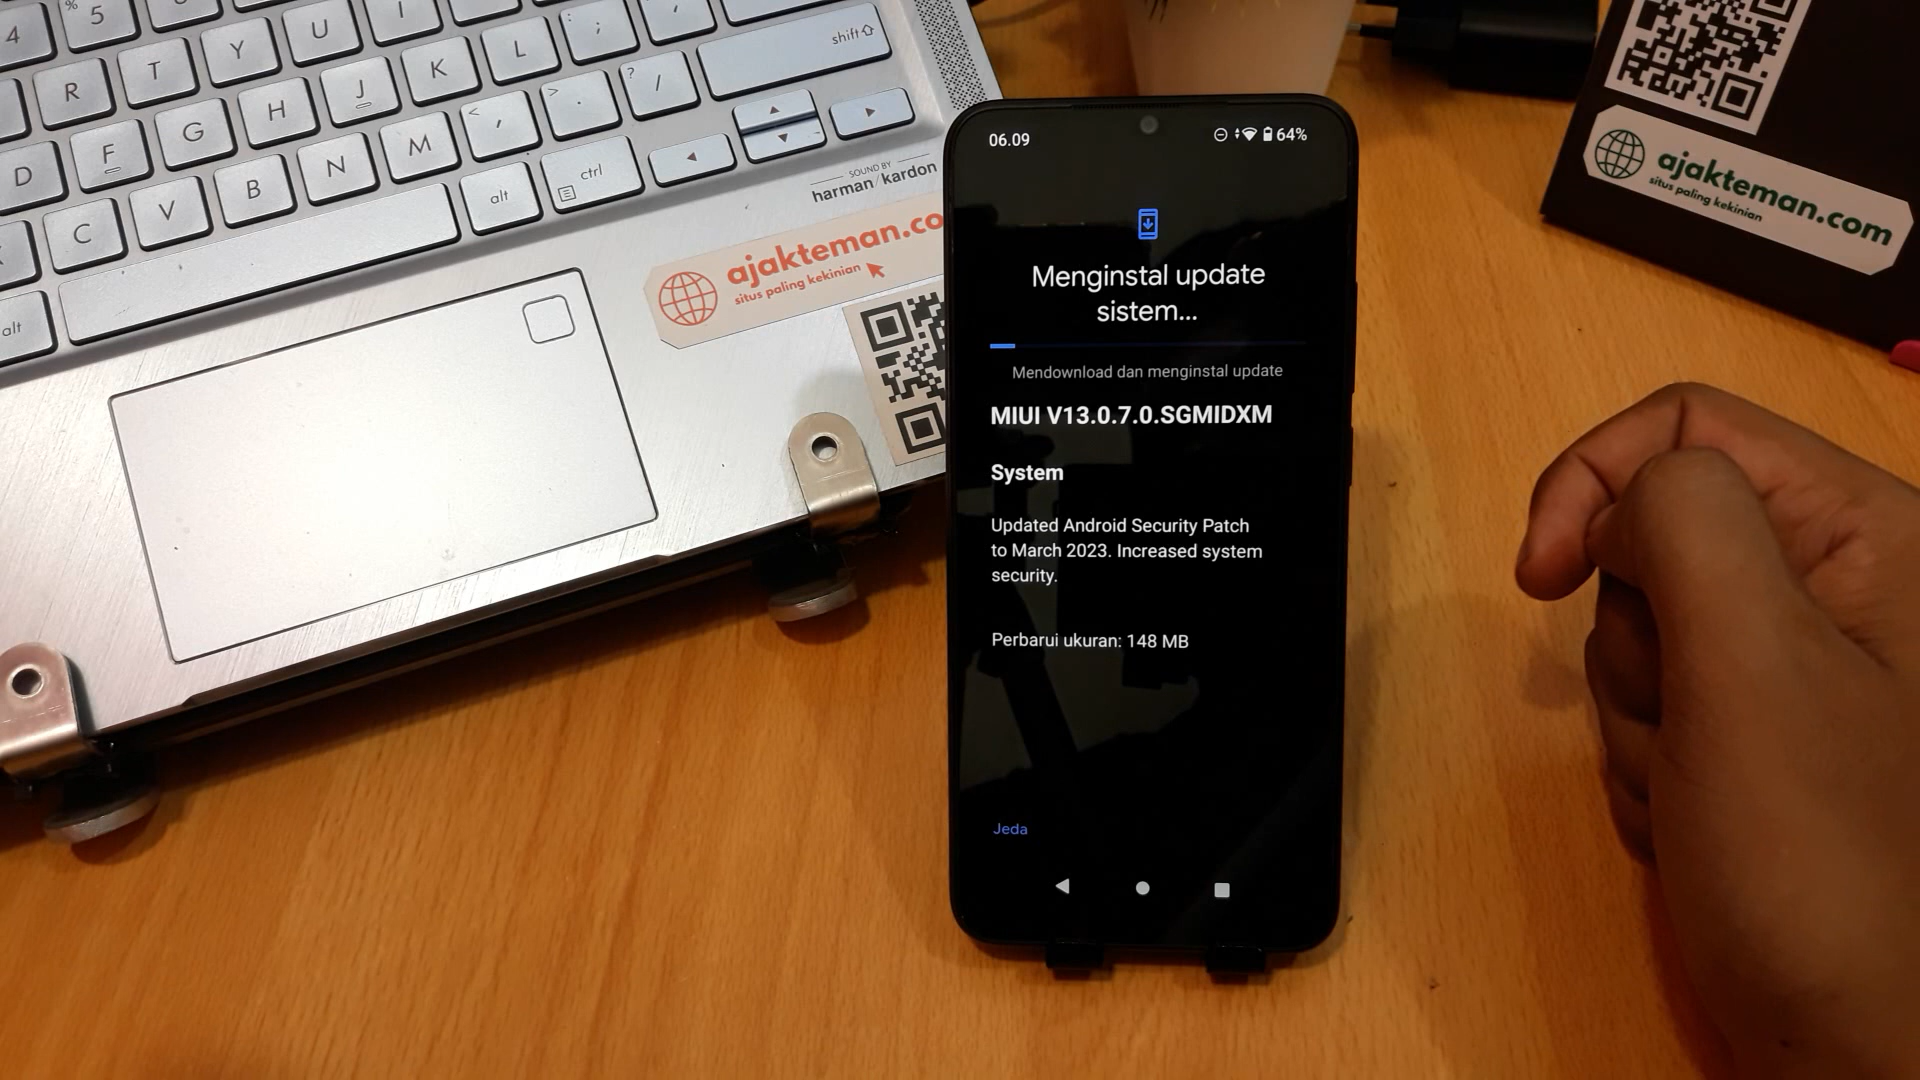 4
%
5
R
T
Y
U
I
:
;
shift
D
F
G
H
J
K
L
?
/
C
V
B
N
M
<
,
>
.
alt
alt
ctrl
SOUND BY
harman/kardon
ajakteman.co
situs paling kekinian
06.09
64%
Menginstal update
sistem...
Mendownload dan menginstal update
MIUI V13.0.7.0.SGMIDXM
System
Updated Android Security Patch
to March 2023. Increased system
security.
Perbarui ukuran: 148 MB
Jeda
ajakteman.com
situs paling kekinian